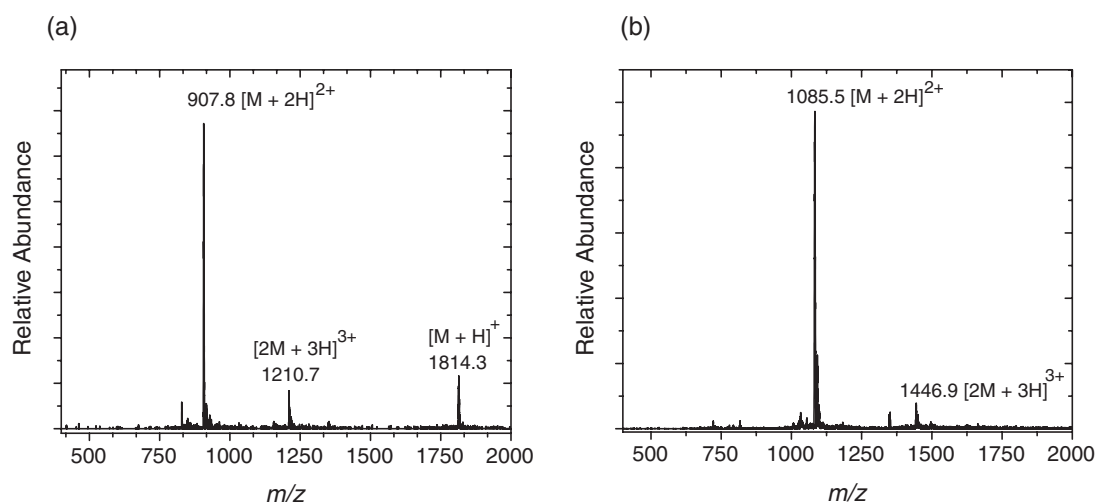 (a)
907.8 [M + 2H]2+
[2M + 3H]3+
1210.7
[M + H]+
1814.3
Relative Abundance
500 750 1000 1250 1500 1750 2000
m/z
(b)
1085.5 [M + 2H]2+
1446.9 [2M + 3H]3+
Relative Abundance
500 750 1000 1250 1500 1750 2000
m/z